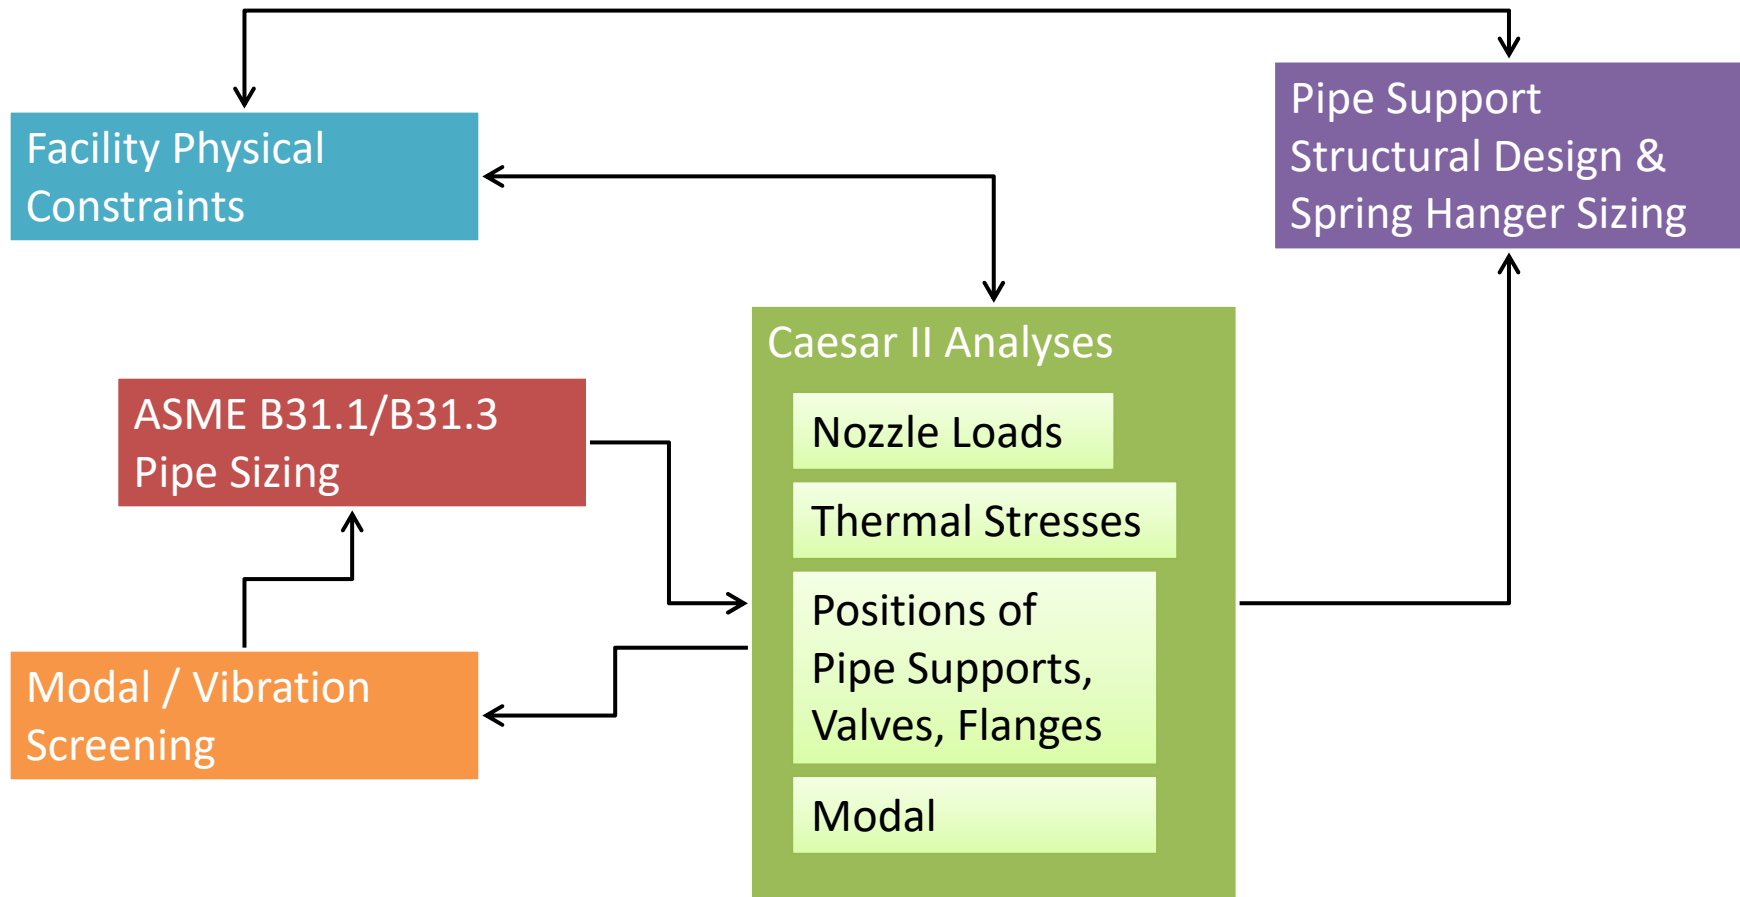 Facility Physical
Constraints
Pipe Support
Structural Design &
Spring Hanger Sizing
Caesar II Analyses
Nozzle Loads
Thermal Stresses
Positions of
Pipe Supports,
Valves, Flanges
Modal
ASME B31.1/B31.3
Pipe Sizing
Modal / Vibration
Screening